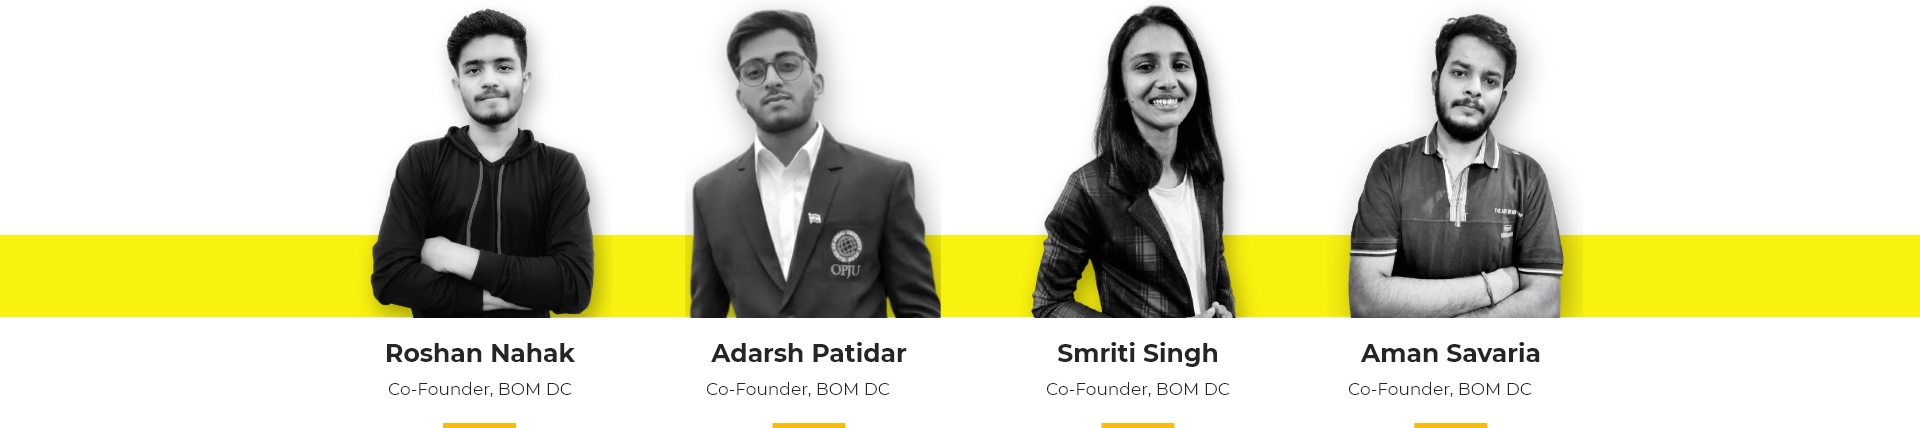 OPJU
Roshan Nahak
Adarsh Patidar
Smriti Singh
Aman Savaria
Co-Founder, BOM DC
Co-Founder, BOM DC
Co-Founder, BOM DC
Co-Founder, BOM DC